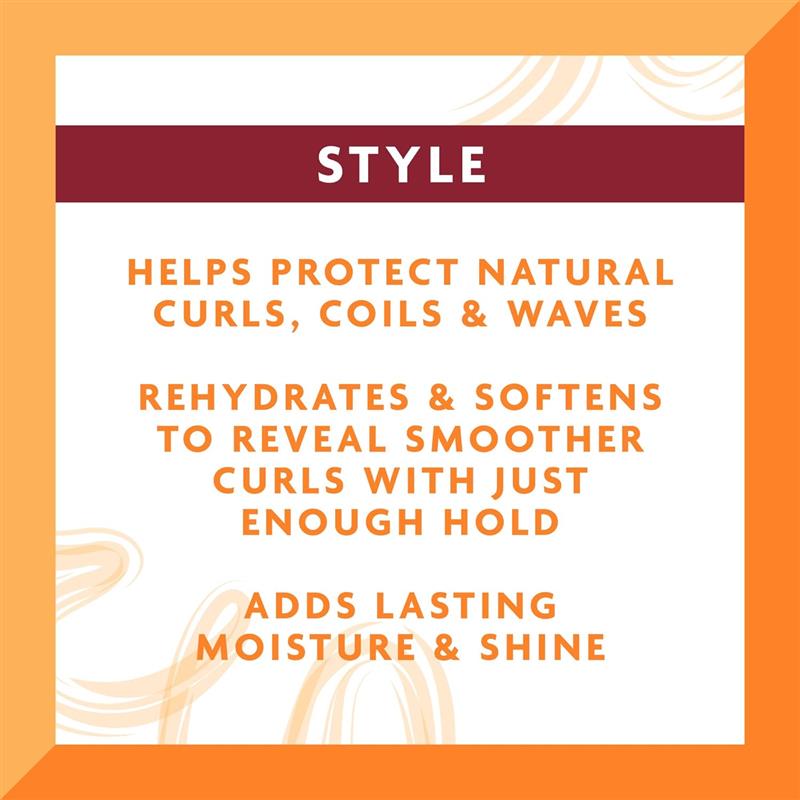 STYLE
HELPS PROTECT NATURAL
CURLS, COILS & WAVES
REHYDRATES & SOFTENS
TO REVEAL SMOOTHER
CURLS WITH JUST
ENOUGH HOLD
ADDS LASTING
MOISTURE & SHINE